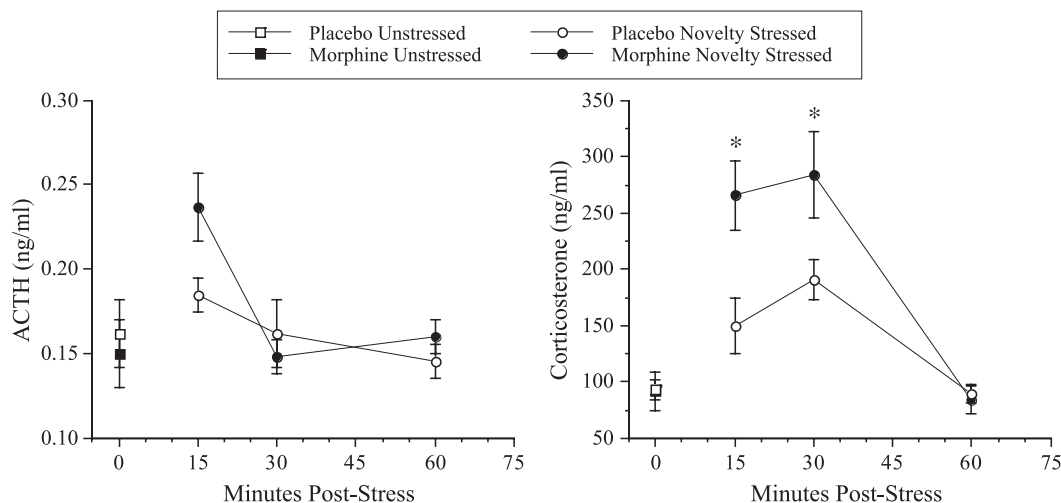 Placebo Unstressed
Placebo Novelty Stressed
Morphine Unstressed
Morphine Novelty Stressed
ACTH (ng/ml)
0.30
0.25
0.20
0.15
0.10
0 15 30 45 60 75
Minutes Post-Stress
Corticosterone (ng/ml)
350
300
250
200
150
100
50
* *
0 15 30 45 60 75
Minutes Post-Stress